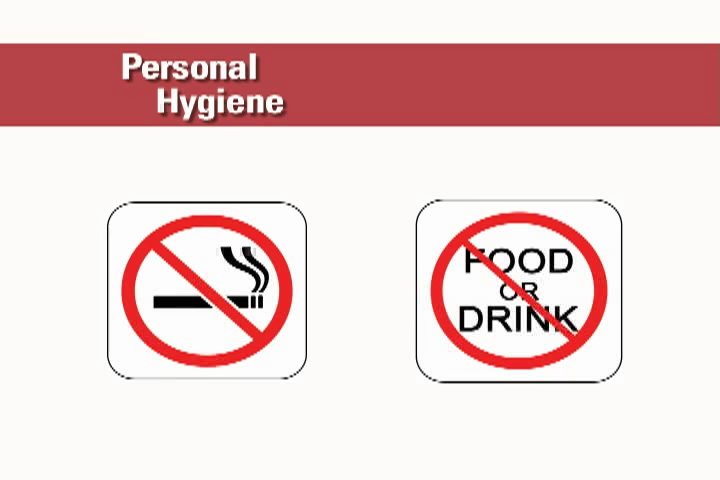 Personal
Hygiene
FOOD
OR
DRINK